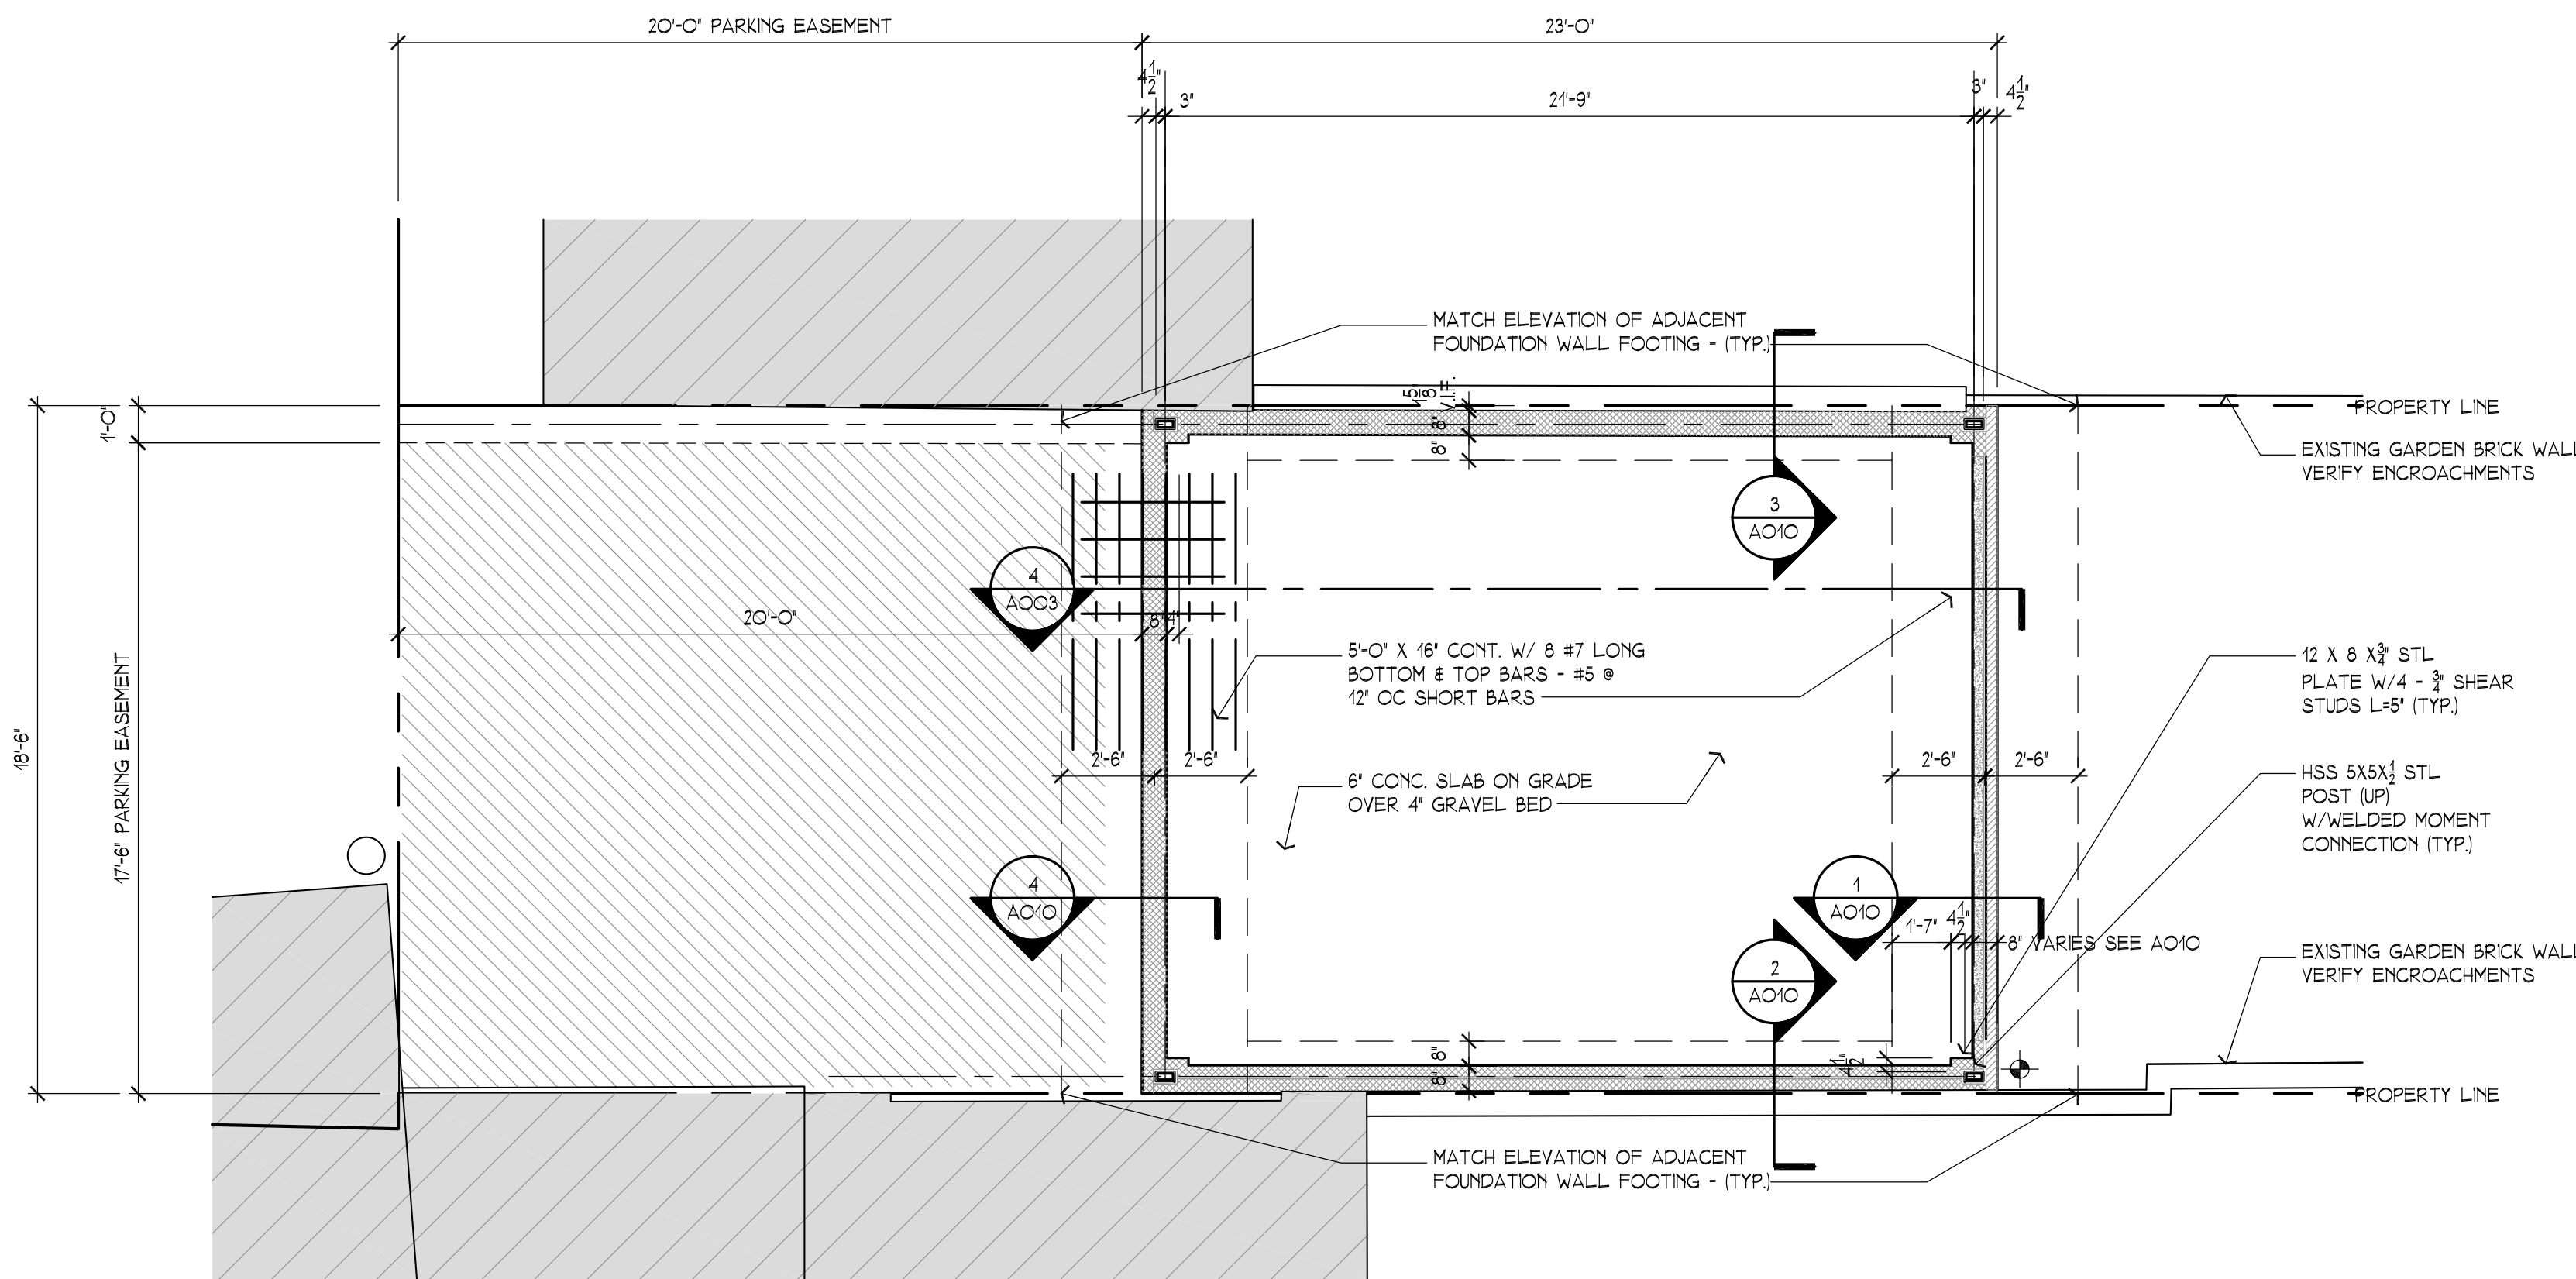 20'-0" PARKING EASEMENT
23'-0"
4 1/2"
3"
21'-9"
3"
4 1/2"
MATCH ELEVATION OF ADJACENT
FOUNDATION WALL FOOTING - (TYP.)
1'-0"
8"
8"
PROPERTY LINE
EXISTING GARDEN BRICK WALL
VERIFY ENCROACHMENTS
3
A010
4
A003
20'-0"
8"
4"
5'-0" X 16" CONT. W/ 8 #7 LONG
BOTTOM & TOP BARS - #5 @
12" OC SHORT BARS
12 X 8 X 3/4" STL
PLATE W/4 - 3/4" SHEAR
STUDS L=5" (TYP.)
18'-6"
17'-6" PARKING EASEMENT
2'-6"
2'-6"
2'-6"
2'-6"
6" CONC. SLAB ON GRADE
OVER 4" GRAVEL BED
HSS 5X5X1/2 STL
POST (UP)
W/WELDED MOMENT
CONNECTION (TYP.)
4
A010
1
A010
1'-7"
4 1/2"
8" VARIES SEE A010
2
A010
EXISTING GARDEN BRICK WALL
VERIFY ENCROACHMENTS
8"
8"
4 1/2"
PROPERTY LINE
MATCH ELEVATION OF ADJACENT
FOUNDATION WALL FOOTING - (TYP.)